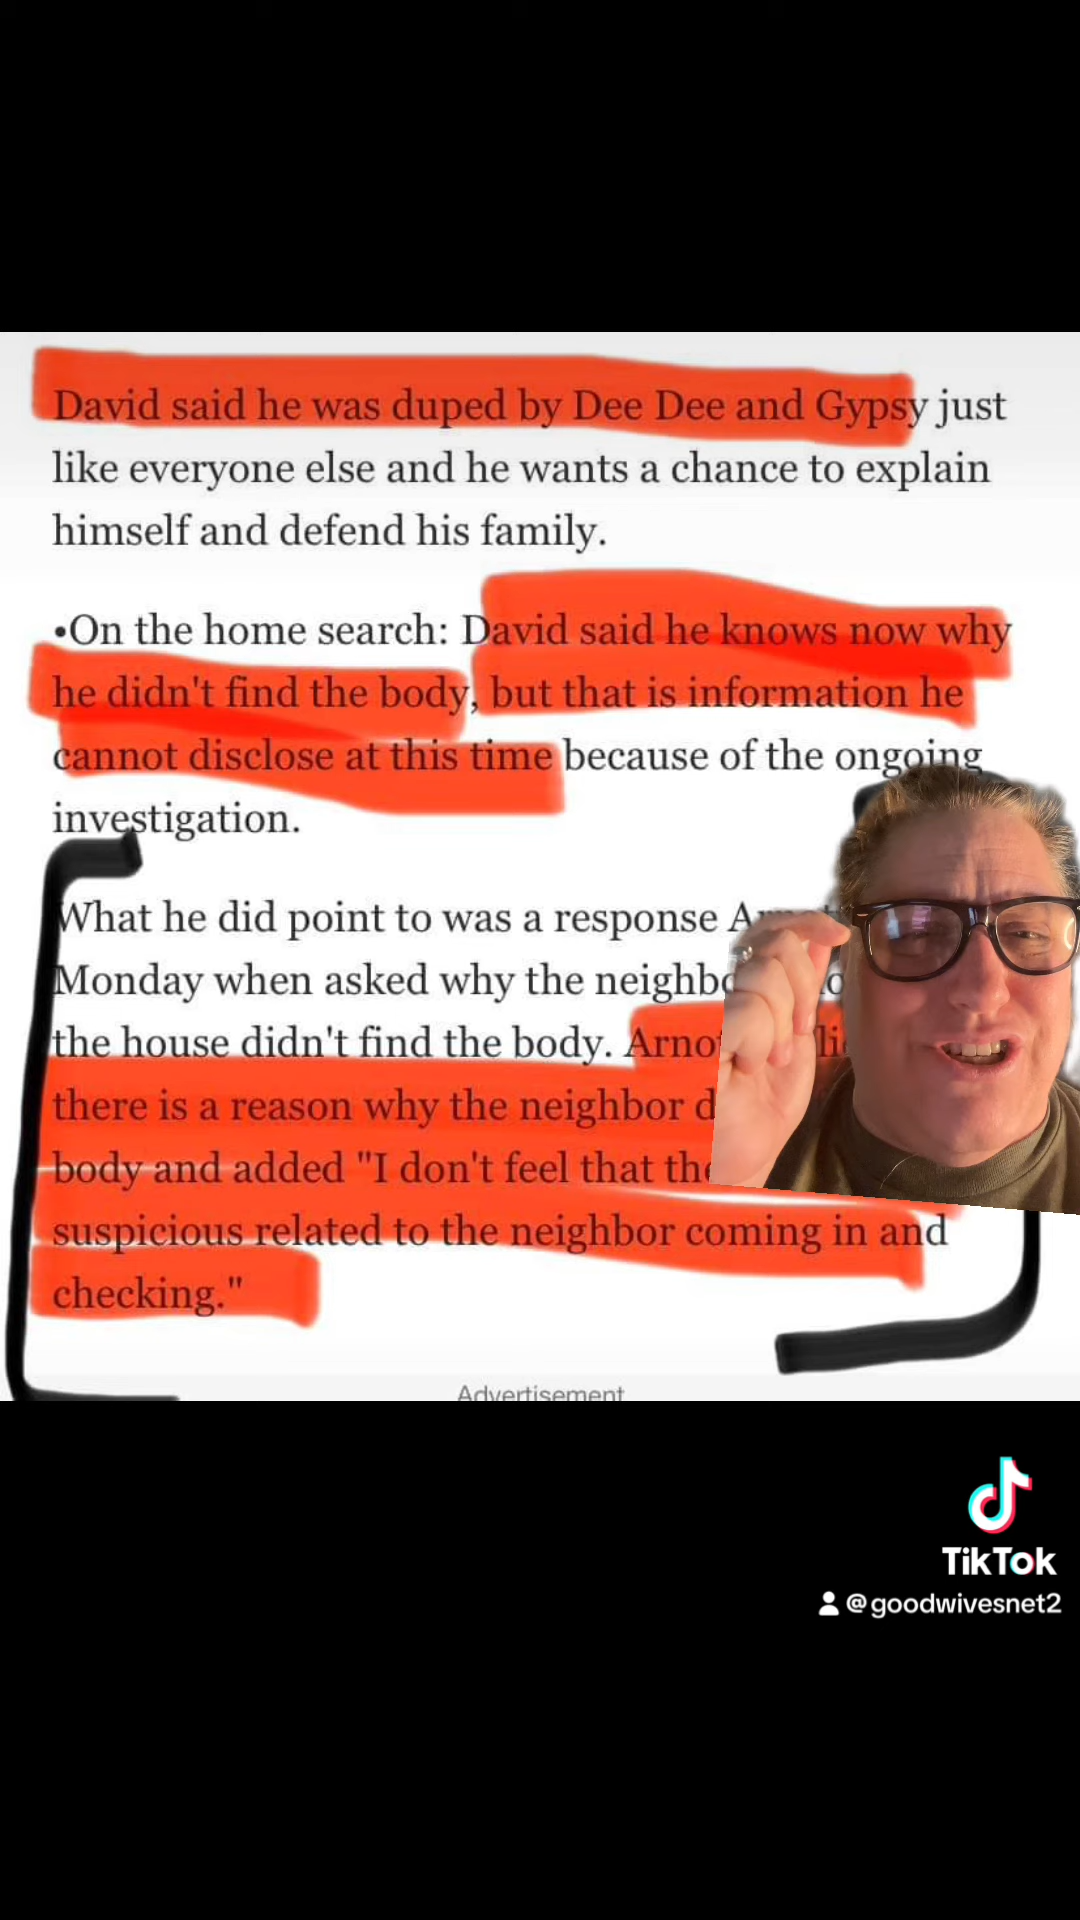 David said he was duped by Dee Dee and Gypsy just
like everyone else and he wants a chance to explain
himself and defend his family.
•On the home search: David said he knows now why
he didn't find the body, but that is information he
cannot disclose at this time because of the ongoing
investigation.
What he did point to was a response
Monday when asked why the
the house didn't find the body.
there is a reason why the neighbor
body and added "I don't feel that
suspicious related to the neighbor coming in and
checking."
Advertisement
TikTok
@goodwivesnet2